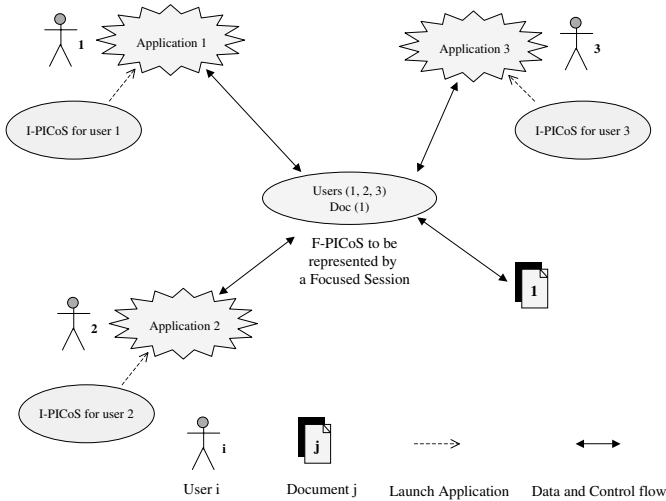 1
Application 1
Application 3
3
I-PICoS for user 1
I-PICoS for user 3
Users (1, 2, 3)
Doc (1)
F-PICoS to be
represented by
a Focused Session
1
2
Application 2
I-PICoS for user 2
i
j
User i
Document j
Launch Application
Data and Control flow